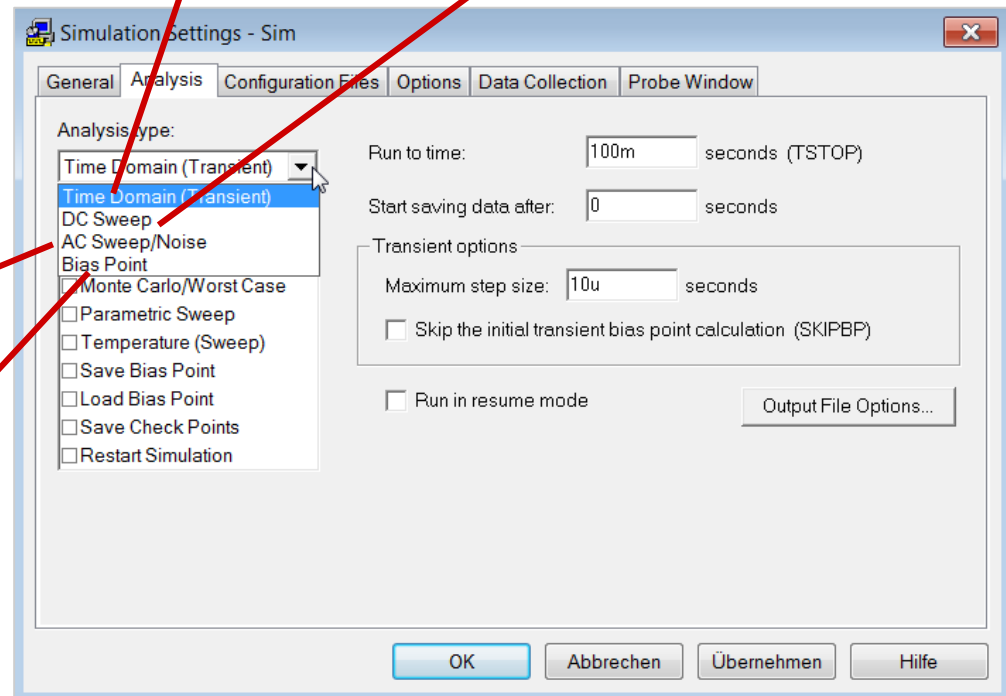 Simulation Settings - Sim
General Analysis Configuration Files Options Data Collection Probe Window
Analysis type:
Time Domain (Transient)
Time Domain (Transient)
DC Sweep
AC Sweep/Noise
Bias Point
Monte Carlo/Worst Case
Parametric Sweep
Temperature (Sweep)
Save Bias Point
Load Bias Point
Save Check Points
Restart Simulation
Run to time: 100m seconds (TSTOP)
Start saving data after: 0 seconds
Transient options
Maximum step size: 10u seconds
Skip the initial transient bias point calculation (SKIPBP)
Run in resume mode
Output File Options...
OK Abbrechen Übernehmen Hilfe